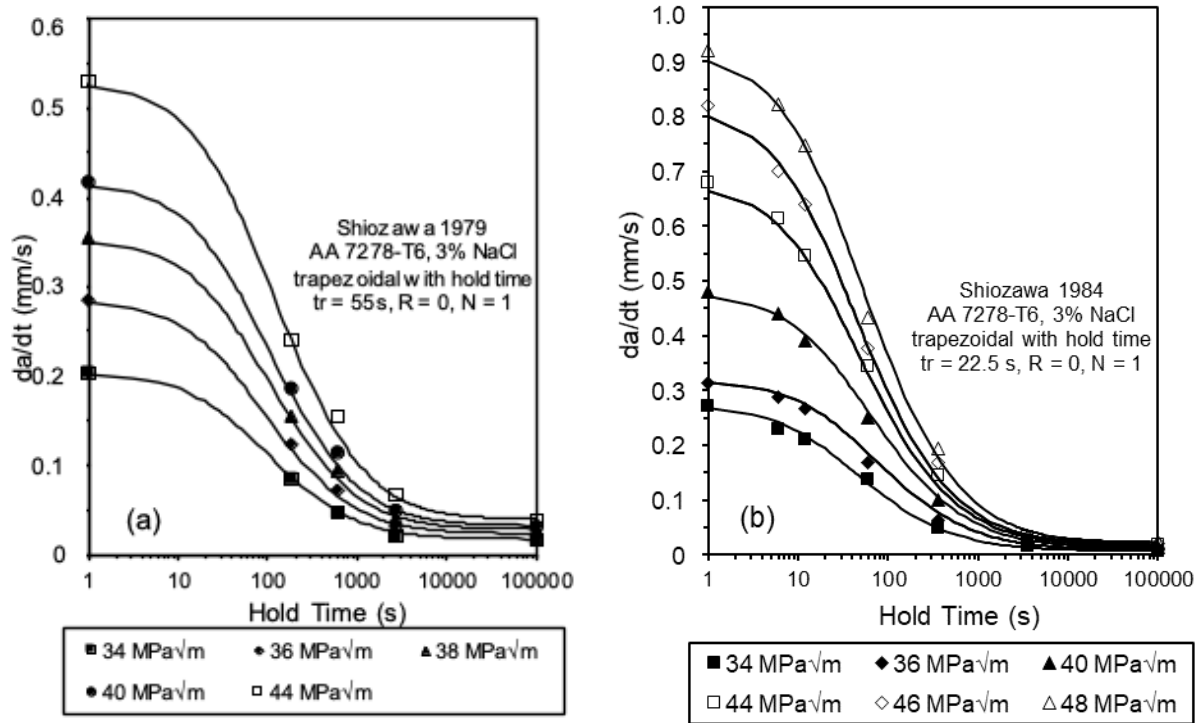 0.6
0.5
0.4
0.3
0.2
0.1
0
da/dt (mm/s)
Shiozawa 1979
AA 7278-T6, 3% NaCl
trapezoidal with hold time
tr = 55s, R = 0, N = 1
(a)
1 10 100 1000 10000 100000
Hold Time (s)
34 MPa√m 36 MPa√m 38 MPa√m
40 MPa√m 44 MPa√m
1.0
0.9
0.8
0.7
0.6
0.5
0.4
0.3
0.2
0.1
0
da/dt (mm/s)
Shiozawa 1984
AA 7278-T6, 3% NaCl
trapezoidal with hold time
tr = 22.5 s, R = 0, N = 1
(b)
1 10 100 1000 10000 100000
Hold Time (s)
34 MPa√m 36 MPa√m 40 MPa√m
44 MPa√m 46 MPa√m 48 MPa√m